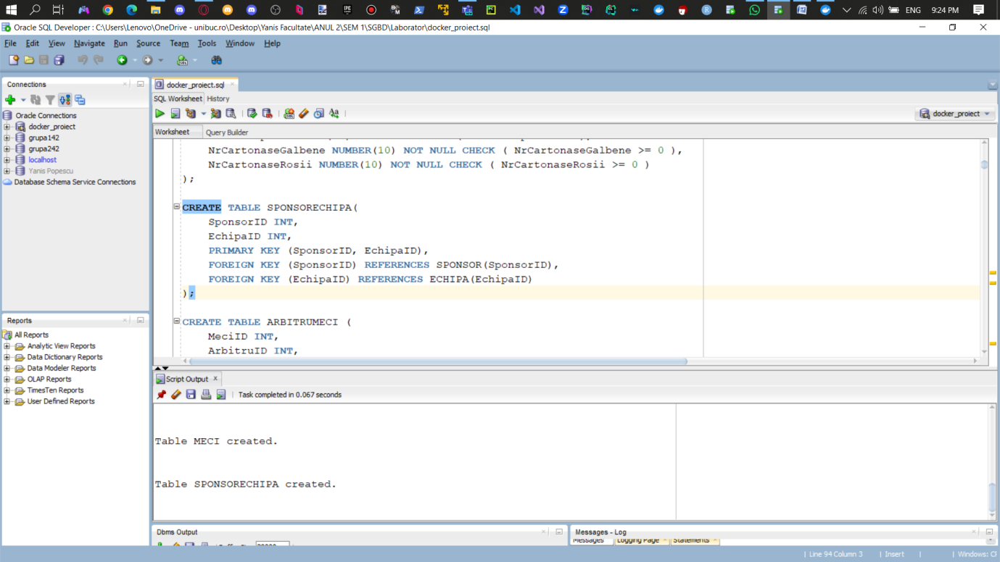 ENG 9:24 PM
Oracle SQL Developer : C:\Users\Lenovo\OneDrive - unibuc.ro\Desktop\Yanis Facultate\ANUL 2\SEM 1\SGBD\Laborator\docker_proiect.sql
File Edit View Navigate Run Source Team Tools Window Help
Connections
Oracle Connections
docker_proiect
grupa142
grupa242
localhost
Yanis Popescu
Database Schema Service Connections
Reports
All Reports
Analytic View Reports
Data Dictionary Reports
Data Modeler Reports
OLAP Reports
TimesTen Reports
User Defined Reports
docker_proiect.sql
SQL Worksheet History
docker_proiect
Worksheet Query Builder
NrCartonaseGalbene NUMBER(10) NOT NULL CHECK ( NrCartonaseGalbene >= 0 ),
NrCartonaseRosii NUMBER(10) NOT NULL CHECK ( NrCartonaseRosii >= 0 )
);
CREATE TABLE SPONSORECHIPA(
SponsorID INT,
EchipaID INT,
PRIMARY KEY (SponsorID, EchipaID),
FOREIGN KEY (SponsorID) REFERENCES SPONSOR(SponsorID),
FOREIGN KEY (EchipaID) REFERENCES ECHIPA(EchipaID)
);
CREATE TABLE ARBITRUMECI (
MeciID INT,
ArbitruID INT,
Script Output
Task completed in 0.067 seconds
Table MECI created.
Table SPONSORECHIPA created.
Dbms Output
Messages - Log
Messages Logging Page Statements
Line 94 Column 3 Insert Windows: C